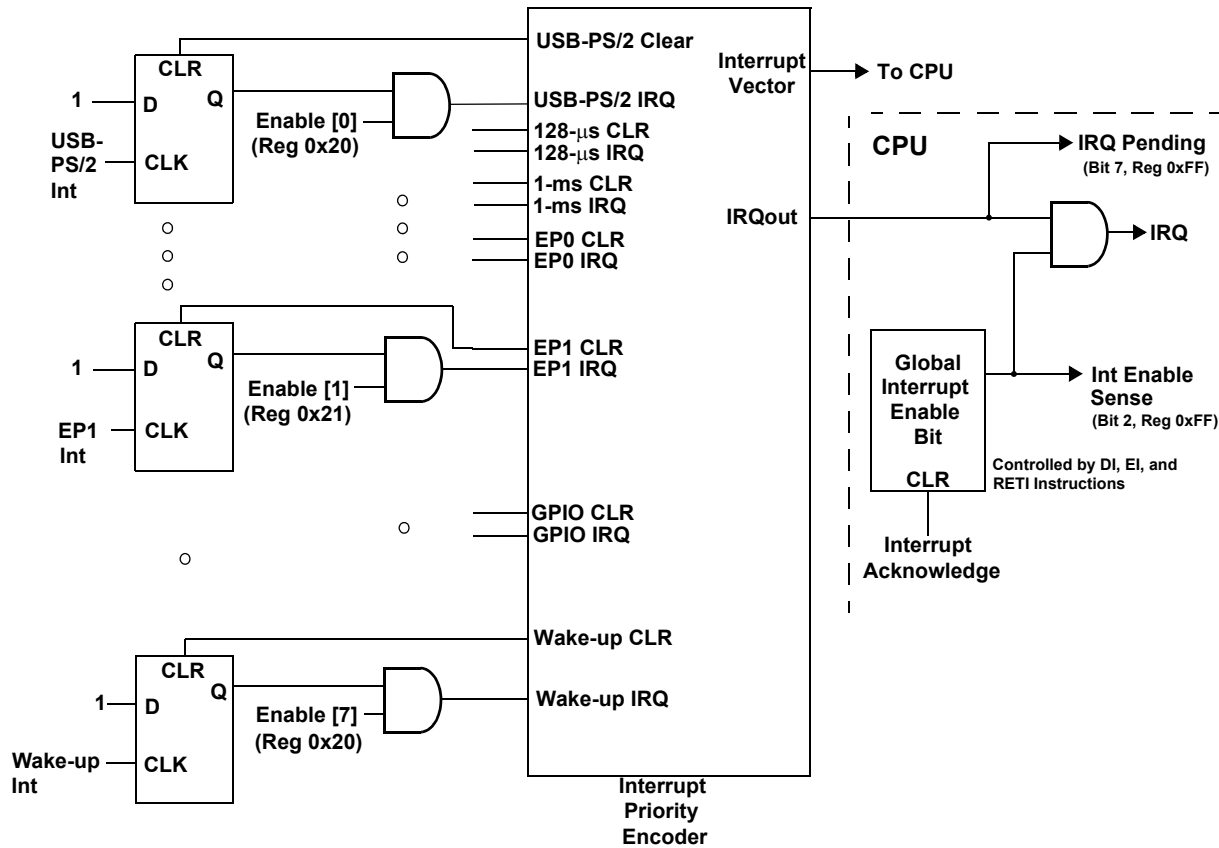 USB-PS/2 Clear
CLR
Q
1
D
USB-
PS/2
Int
CLK
Enable [0]
(Reg 0x20)
USB-PS/2 IRQ
128-μs CLR
128-μs IRQ
1-ms CLR
1-ms IRQ
EP0 CLR
EP0 IRQ
CLR
Q
1
D
EP1
Int
CLK
Enable [1]
(Reg 0x21)
EP1 CLR
EP1 IRQ
GPIO CLR
GPIO IRQ
Wake-up CLR
CLR
Q
1
D
Wake-up
Int
CLK
Enable [7]
(Reg 0x20)
Wake-up IRQ
Interrupt
Priority
Encoder
Interrupt
Vector
To CPU
CPU
IRQ Pending
(Bit 7, Reg 0xFF)
IRQout
IRQ
Global
Interrupt
Enable
Bit
CLR
Int Enable
Sense
(Bit 2, Reg 0xFF)
Controlled by DI, EI, and
RETI Instructions
Interrupt
Acknowledge